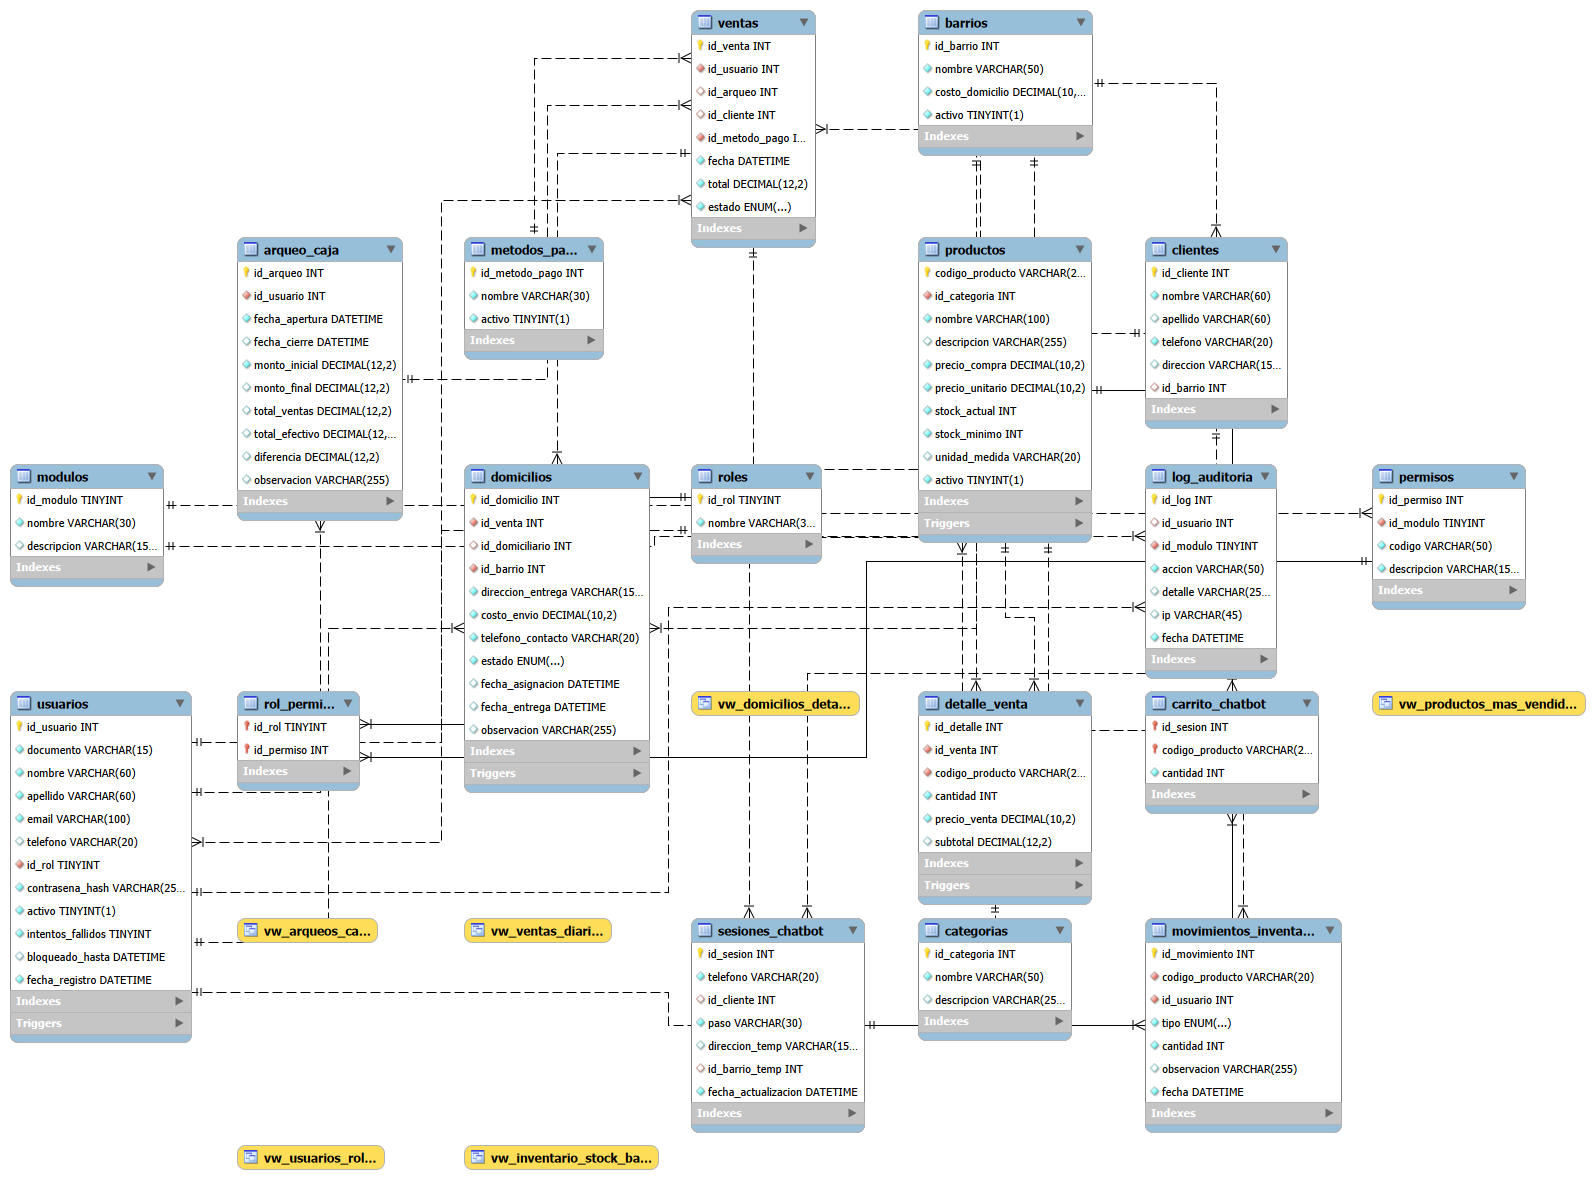 ventas
id_venta INT
id_usuario INT
id_arqueo INT
id_cliente INT
id_metodo_pago I...
fecha DATETIME
total DECIMAL(12,2)
estado ENUM(...)
Indexes
barrios
id_barrio INT
nombre VARCHAR(50)
costo_domicilio DECIMAL(10,...
activo TINYINT(1)
Indexes
arqueo_caja
id_arqueo INT
id_usuario INT
fecha_apertura DATETIME
fecha_cierre DATETIME
monto_inicial DECIMAL(12,2)
monto_final DECIMAL(12,2)
total_ventas DECIMAL(12,2)
total_efectivo DECIMAL(12,...
diferencia DECIMAL(12,2)
observacion VARCHAR(255)
Indexes
metodos_pa...
id_metodo_pago INT
nombre VARCHAR(30)
activo TINYINT(1)
Indexes
productos
codigo_producto VARCHAR(2...
id_categoria INT
nombre VARCHAR(100)
descripcion VARCHAR(255)
precio_compra DECIMAL(10,2)
precio_unitario DECIMAL(10,2)
stock_actual INT
stock_minimo INT
unidad_medida VARCHAR(20)
activo TINYINT(1)
Indexes
Triggers
clientes
id_cliente INT
nombre VARCHAR(60)
apellido VARCHAR(60)
telefono VARCHAR(20)
direccion VARCHAR(15...
id_barrio INT
Indexes
modulos
id_modulo TINYINT
nombre VARCHAR(30)
descripcion VARCHAR(15...
Indexes
domicilios
id_domicilio INT
id_venta INT
id_domiciliario INT
id_barrio INT
direccion_entrega VARCHAR(15...
costo_envio DECIMAL(10,2)
telefono_contacto VARCHAR(20)
estado ENUM(...)
fecha_asignacion DATETIME
fecha_entrega DATETIME
observacion VARCHAR(255)
Indexes
Triggers
roles
id_rol TINYINT
nombre VARCHAR(3...
Indexes
log_auditoria
id_log INT
id_usuario INT
id_modulo TINYINT
accion VARCHAR(50)
detalle VARCHAR(25...
ip VARCHAR(45)
fecha DATETIME
Indexes
permisos
id_permiso INT
id_modulo TINYINT
codigo VARCHAR(50)
descripcion VARCHAR(15...
Indexes
usuarios
id_usuario INT
documento VARCHAR(15)
nombre VARCHAR(60)
apellido VARCHAR(60)
email VARCHAR(100)
telefono VARCHAR(20)
id_rol TINYINT
contrasena_hash VARCHAR(25...
activo TINYINT(1)
intentos_fallidos TINYINT
bloqueado_hasta DATETIME
fecha_registro DATETIME
Indexes
Triggers
rol_permi...
id_rol TINYINT
id_permiso INT
Indexes
vw_domicilios_deta...
detalle_venta
id_detalle INT
id_venta INT
codigo_producto VARCHAR(2...
cantidad INT
precio_venta DECIMAL(10,2)
subtotal DECIMAL(12,2)
Indexes
Triggers
carrito_chatbot
id_sesion INT
codigo_producto VARCHAR(2...
cantidad INT
Indexes
vw_productos_mas_vendid...
vw_arqueos_ca...
vw_ventas_diari...
sesiones_chatbot
id_sesion INT
telefono VARCHAR(20)
id_cliente INT
paso VARCHAR(30)
direccion_temp VARCHAR(15...
id_barrio_temp INT
fecha_actualizacion DATETIME
Indexes
categorias
id_categoria INT
nombre VARCHAR(50)
descripcion VARCHAR(25...
Indexes
movimientos_inventa...
id_movimiento INT
codigo_producto VARCHAR(20)
id_usuario INT
tipo ENUM(...)
cantidad INT
observacion VARCHAR(255)
fecha DATETIME
Indexes
vw_usuarios_rol...
vw_inventario_stock_ba...